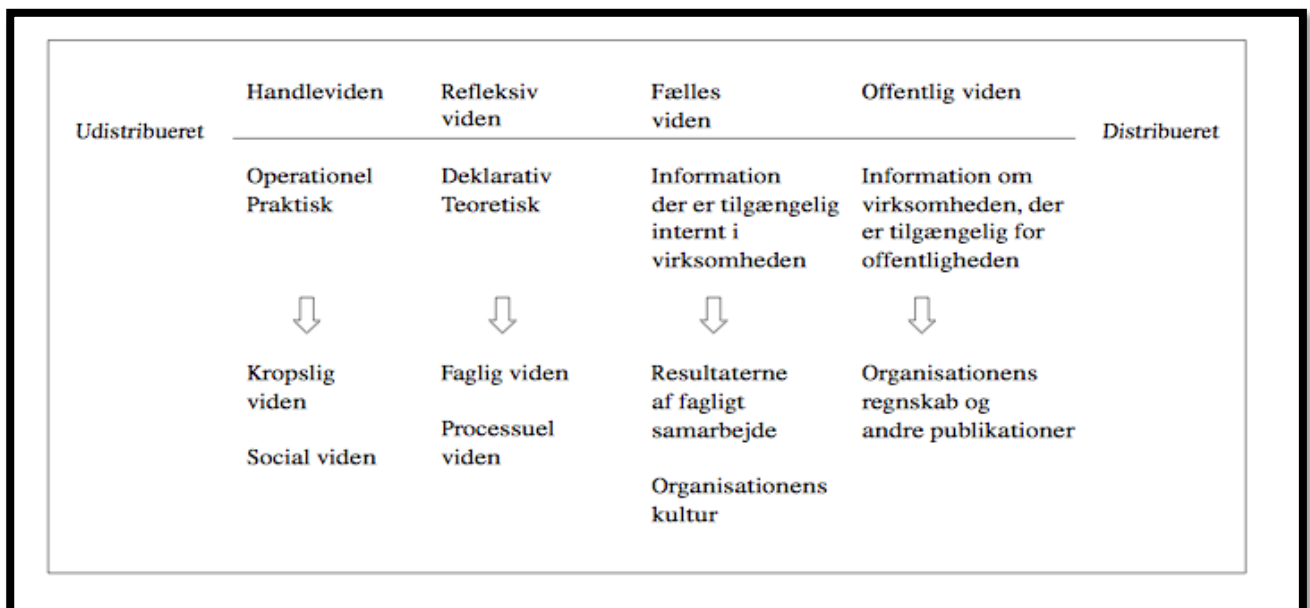 Handleviden
Refleksiv
viden
Fælles
viden
Offentlig viden
Udistribueret
Distribueret
Operationel
Praktisk
Deklarativ
Teoretisk
Information
der er tilgængelig
internt i
virksomheden
Information om
virksomheden, der
er tilgængelig for
offentligheden
Kropslig
viden
Social viden
Faglig viden
Processuel
viden
Resultaterne
af fagligt
samarbejde
Organisationens
kultur
Organisationens
regnskab og
andre publikationer